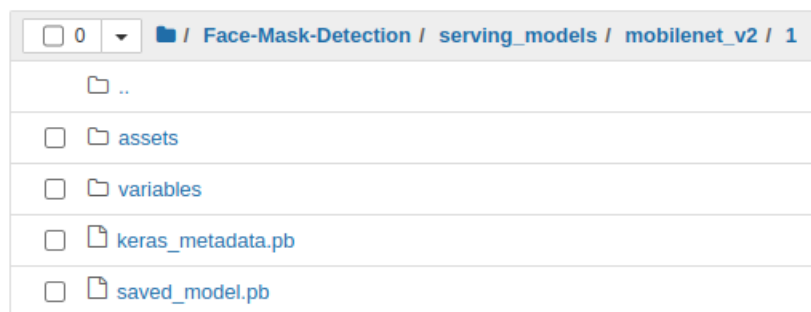 0 / Face-Mask-Detection / serving_models / mobilenet_v2 / 1
..
assets
variables
keras_metadata.pb
saved_model.pb